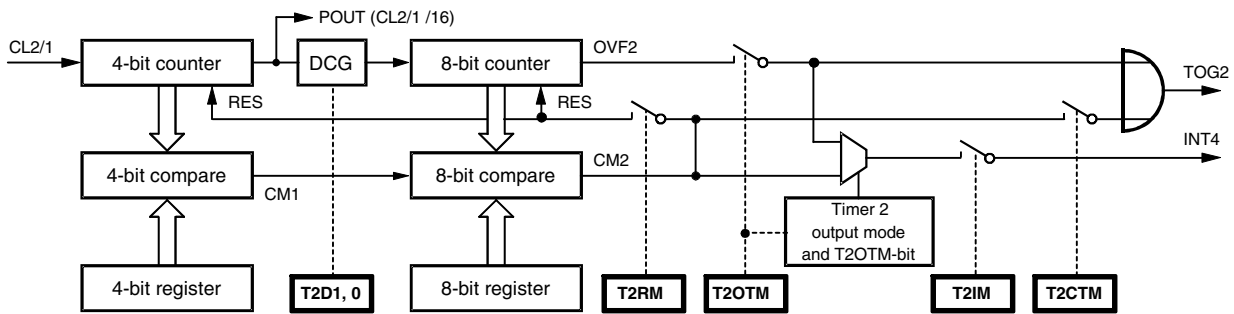 POUT (CL2/1 /16)
CL2/1
4-bit counter
DCG
8-bit counter
OVF2
TOG2
RES
RES
4-bit compare
CM1
8-bit compare
CM2
INT4
Timer 2
output mode
and T2OTM-bit
4-bit register
T2D1, 0
8-bit register
T2RM
T2OTM
T2IM
T2CTM